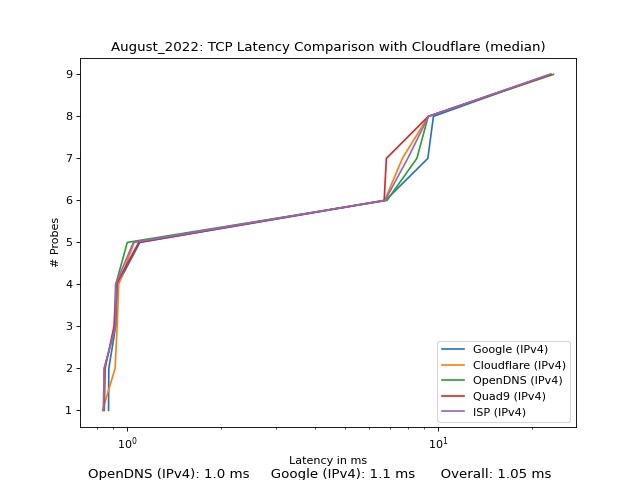 August_2022: TCP Latency Comparison with Cloudflare (median)
9
8
7
6
5
4
3
2
1
# Probes
Google (IPv4)
Cloudflare (IPv4)
OpenDNS (IPv4)
Quad9 (IPv4)
ISP (IPv4)
10⁰ 10¹
Latency in ms
OpenDNS (IPv4): 1.0 ms Google (IPv4): 1.1 ms Overall: 1.05 ms